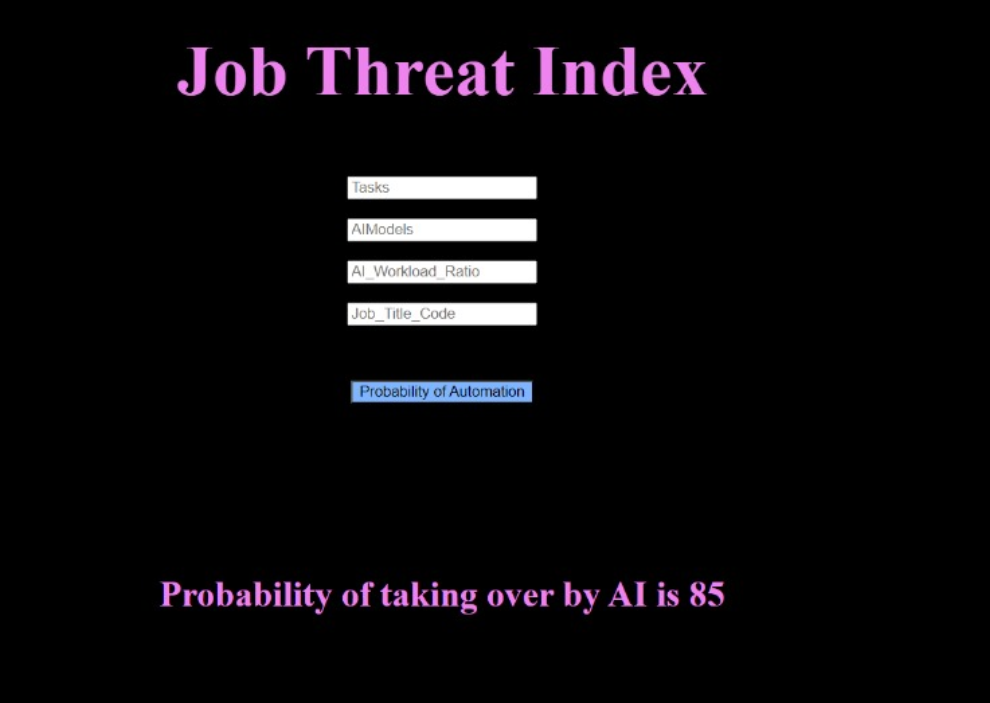 Job Threat Index
Tasks
AIModels
AI_Workload_Ratio
Job_Title_Code
Probability of Automation
Probability of taking over by AI is 85